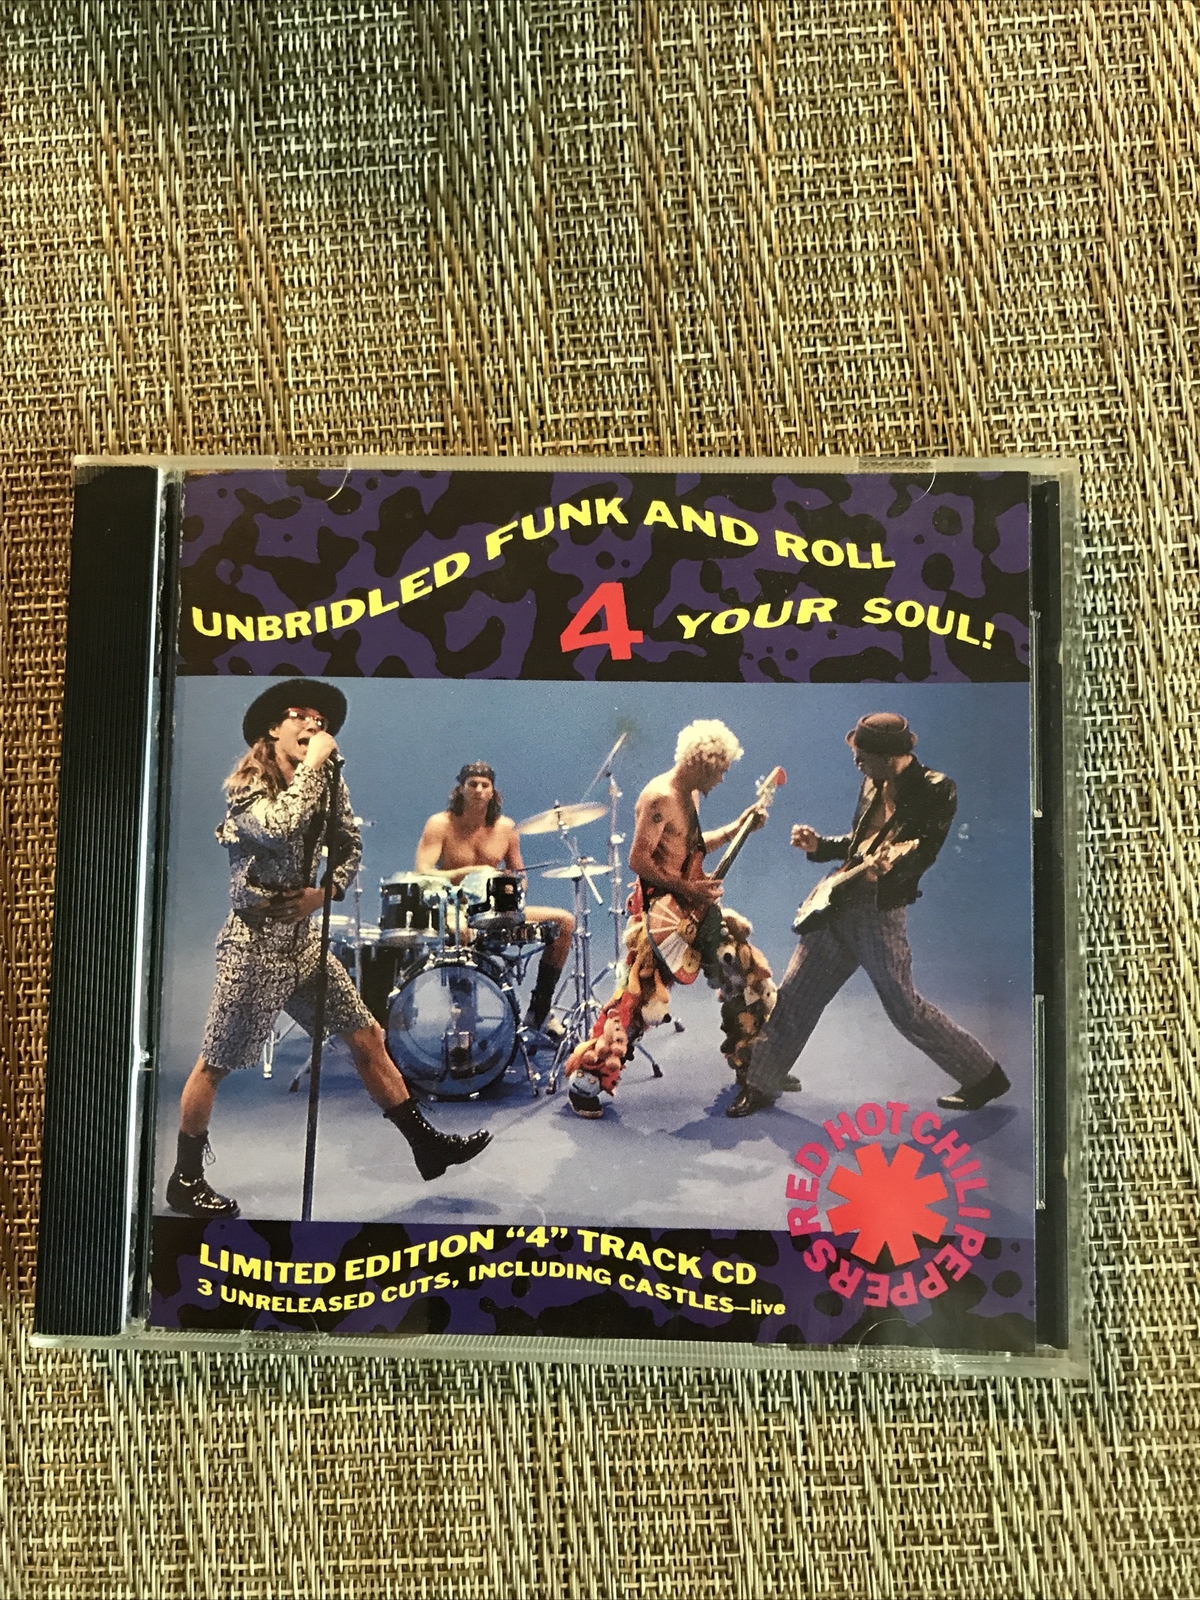 UNBRIDLED FUNK AND ROLL
4 YOUR SOUL!
LIMITED EDITION “4” TRACK CD
3 UNRELEASED CUTS, INCLUDING CASTLES—live
RED HOT CHILI PEPPERS